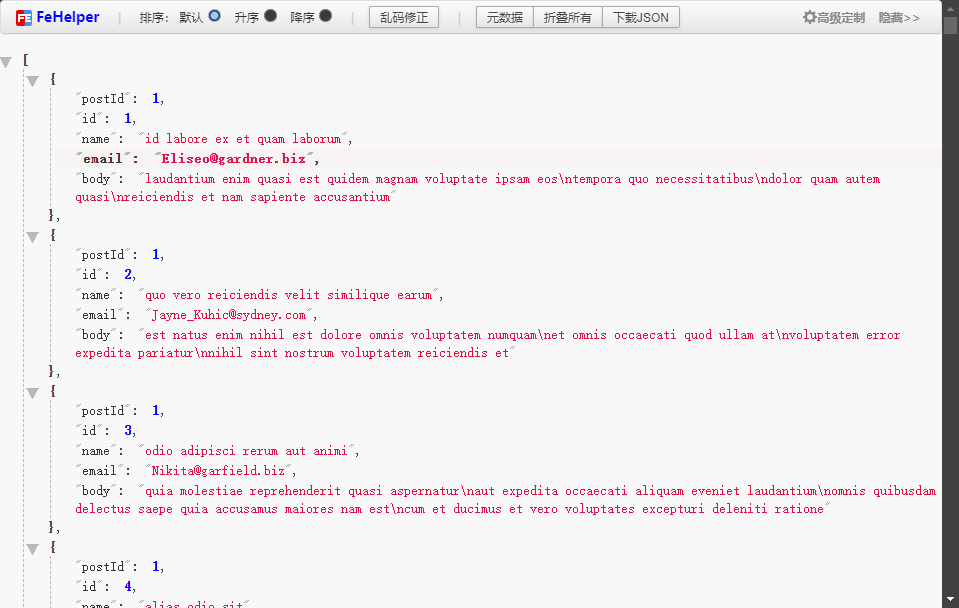 FeHelper | 排序: 默认 升序 降序 | 乱码修正 | 元数据 折叠所有 下载JSON 高级定制 隐藏>>
[
{
"postId": 1,
"id": 1,
"name": "id labore ex et quam laborum",
"email": "Eliseo@gardner.biz",
"body": "laudantium enim quasi est quidem magnam voluptate ipsam eos\ntempora quo necessitatibus\ndolor quam autem
quasi\nreiciendis et nam sapiente accusantium"
},
{
"postId": 1,
"id": 2,
"name": "quo vero reiciendis velit similique earum",
"email": "Jayne_Kuhic@sydney.com",
"body": "est natus enim nihil est dolore omnis voluptatem numquam\net omnis occaecati quod ullam at\nvoluptatem error
expedita pariatur\nnihil sint nostrum voluptatem reiciendis et"
},
{
"postId": 1,
"id": 3,
"name": "odio adipisci rerum aut animi",
"email": "Nikita@garfield.biz",
"body": "quia molestiae reprehenderit quasi aspernatur\naut expedita occaecati aliquam eveniet laudantium\nomnis quibusdam
delectus saepe quia accusamus maiores nam est\ncum et ducimus et vero voluptates excepturi deleniti ratione"
},
{
"postId": 1,
"id": 4,
"name": "alias odio sit"